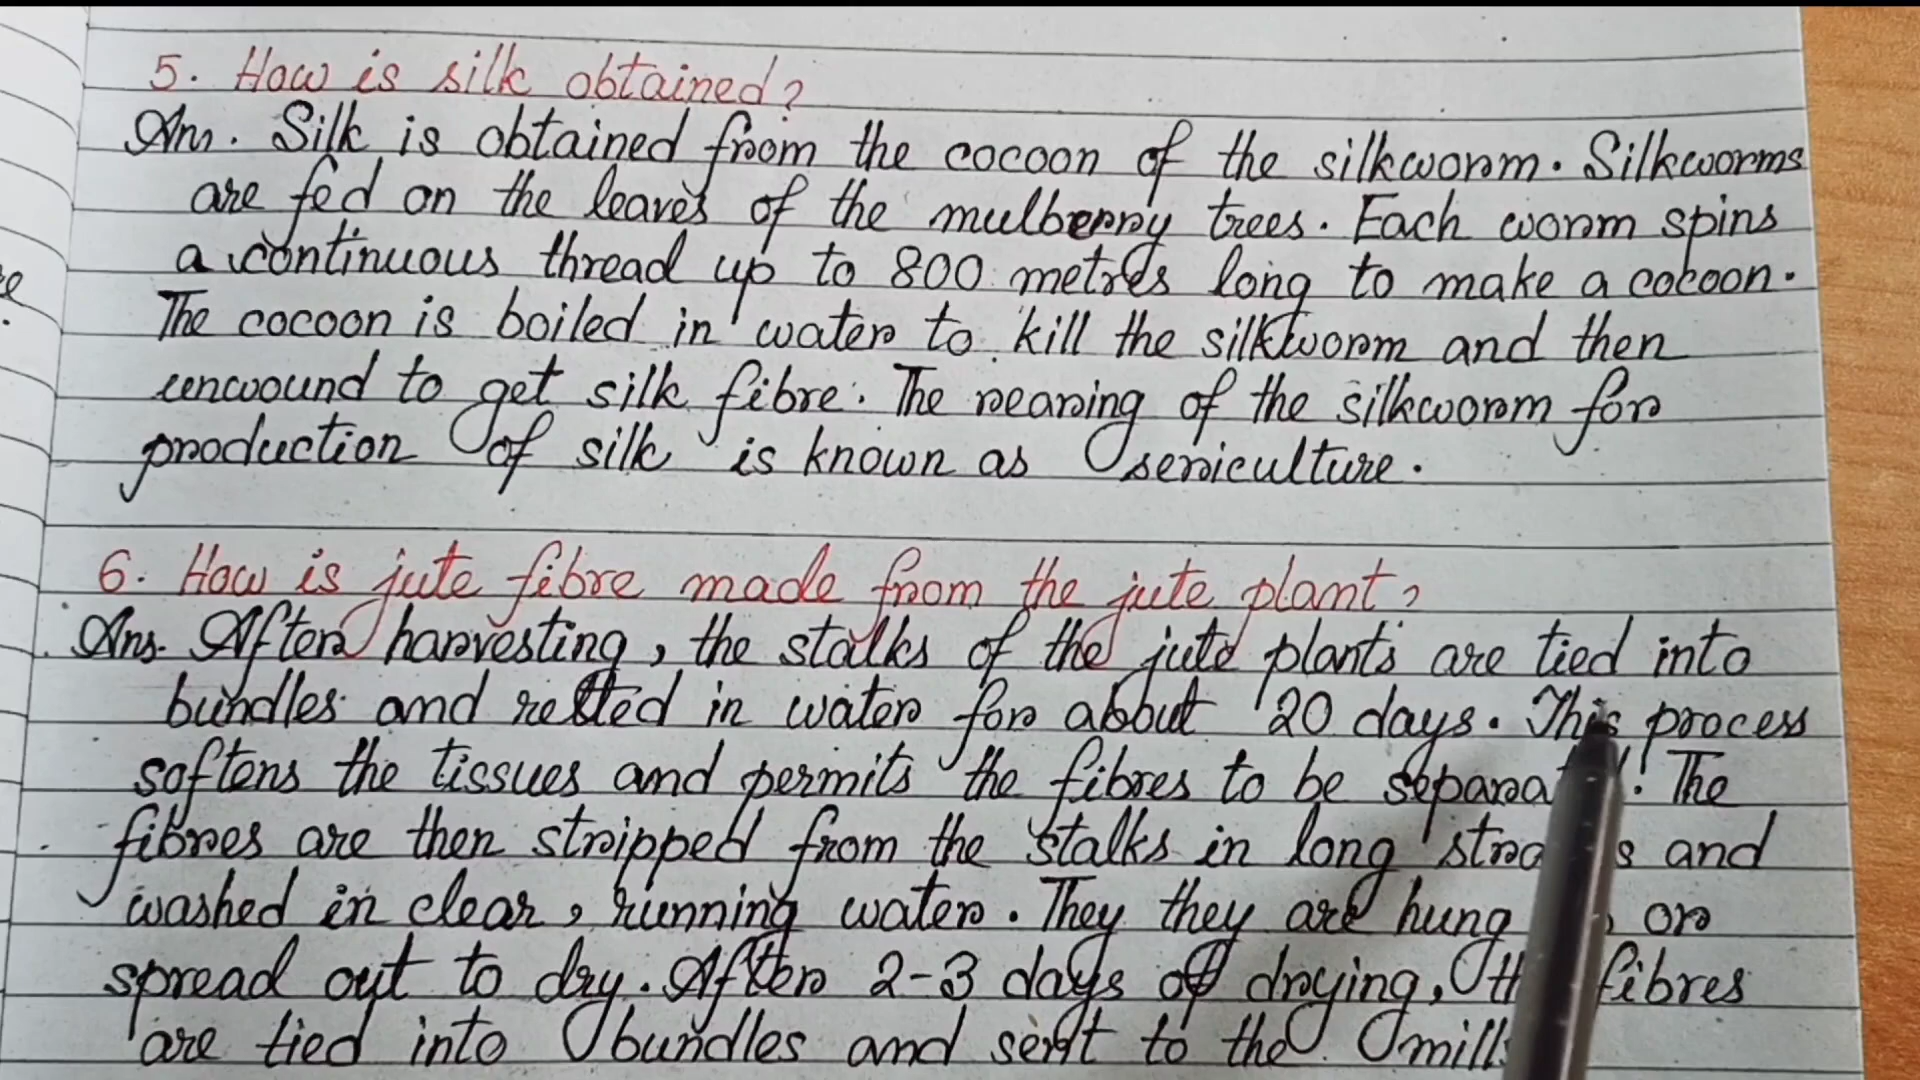 5. How is silk obtained?
Ans. Silk is obtained from the cocoon of the silkworm. Silkworms
are fed on the leaves of the mulberry trees. Each worm spins
a continuous thread up to 800 metres long to make a cocoon.
The cocoon is boiled in water to kill the silkworm and then
unwound to get silk fibre. The rearing of the silkworm for
production of silk is known as sericulture.
6. How is jute fibre made from the jute plant?
Ans. After harvesting, the stalks of the jute plants are tied into
bundles and retted in water for about 20 days. This process
softens the tissues and permits the fibres to be The
fibres are then stripped from the stalks in long and
washed in clear, running water. They they are hung or
spread out to dry. After 2-3 days of drying, fibres
are tied into bundles and sent to the